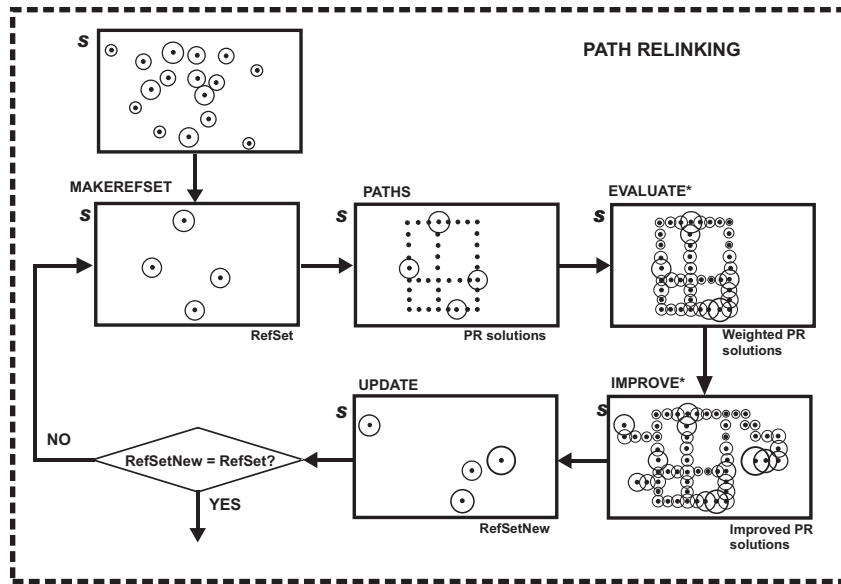 S
PATH RELINKING
MAKEREFSET
S
RefSet
PATHS
S
PR solutions
EVALUATE*
S
Weighted PR
solutions
IMPROVE*
S
Improved PR
solutions
UPDATE
S
RefSetNew
RefSetNew = RefSet?
NO
YES